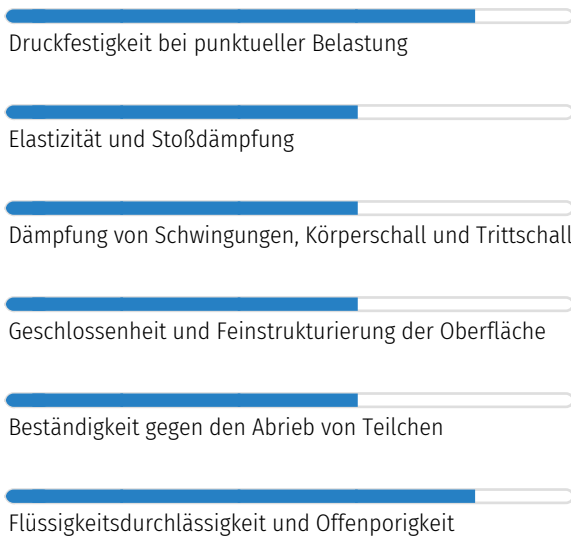 Druckfestigkeit bei punktueller Belastung
Elastizität und Stoßdämpfung
Dämpfung von Schwingungen, Körperschall und Trittschall
Geschlossenheit und Feinstrukturierung der Oberfläche
Beständigkeit gegen den Abrieb von Teilchen
Flüssigkeitsdurchlässigkeit und Offenporigkeit